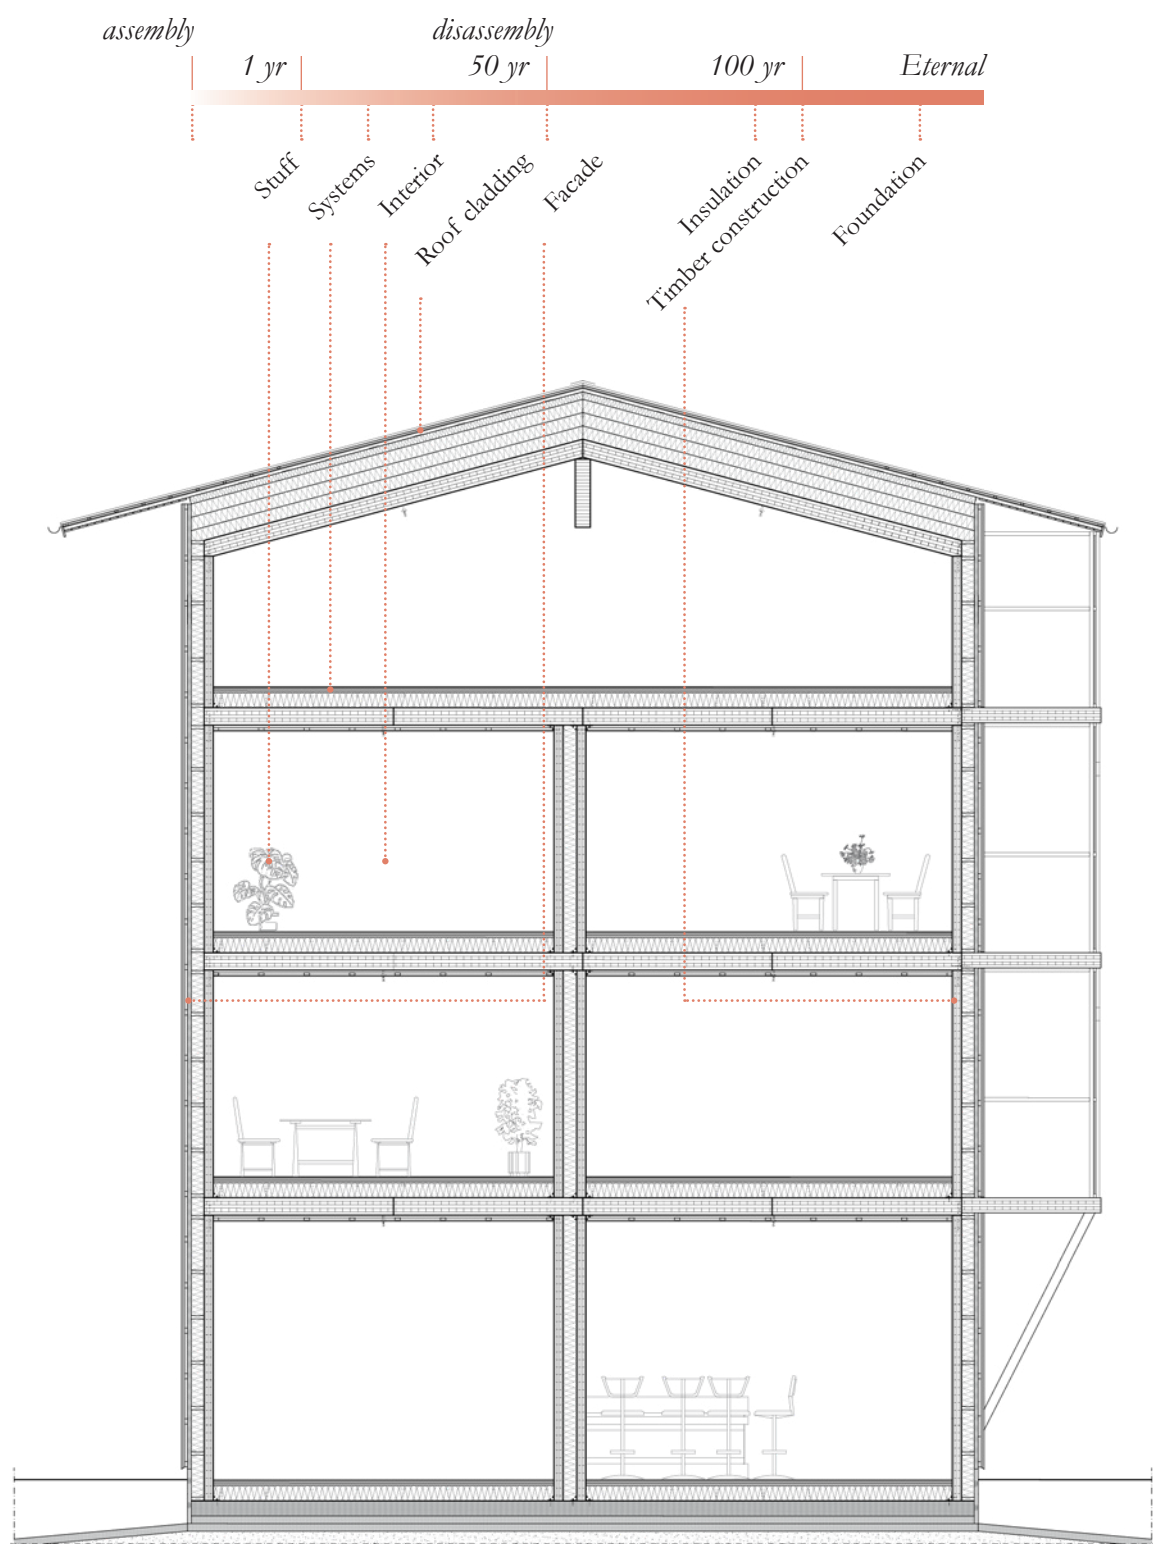 assembly
disassembly
1 yr
50 yr
100 yr
Eternal
Stuff
Systems
Interior
Roof cladding
Facade
Insulation
Timber construction
Foundation